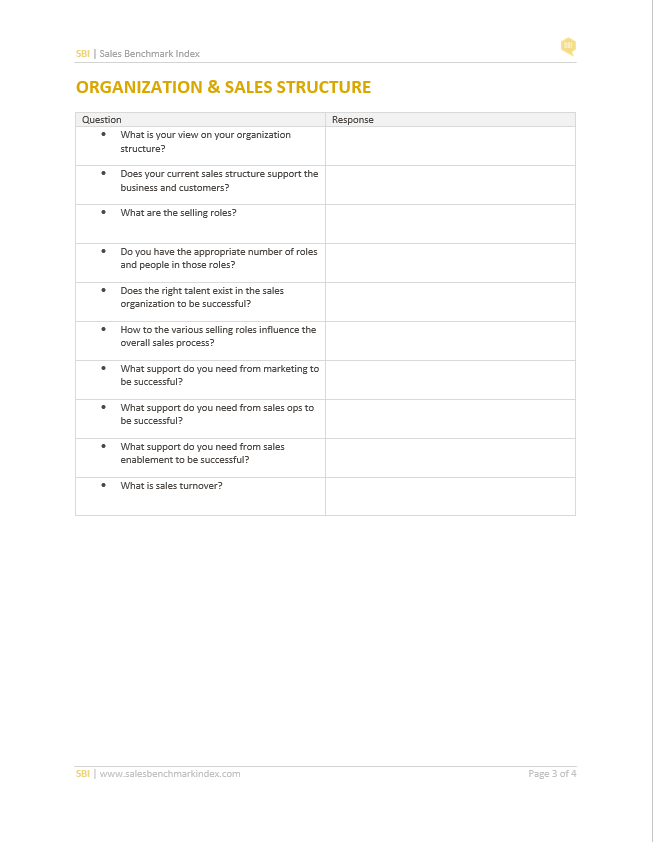 SBI | Sales Benchmark Index
SBI
ORGANIZATION & SALES STRUCTURE
Question
Response
• What is your view on your organization
structure?
• Does your current sales structure support the
business and customers?
• What are the selling roles?
• Do you have the appropriate number of roles
and people in those roles?
• Does the right talent exist in the sales
organization to be successful?
• How to the various selling roles influence the
overall sales process?
• What support do you need from marketing to
be successful?
• What support do you need from sales ops to
be successful?
• What support do you need from sales
enablement to be successful?
• What is sales turnover?
SBI | www.salesbenchmarkindex.com
Page 3 of 4